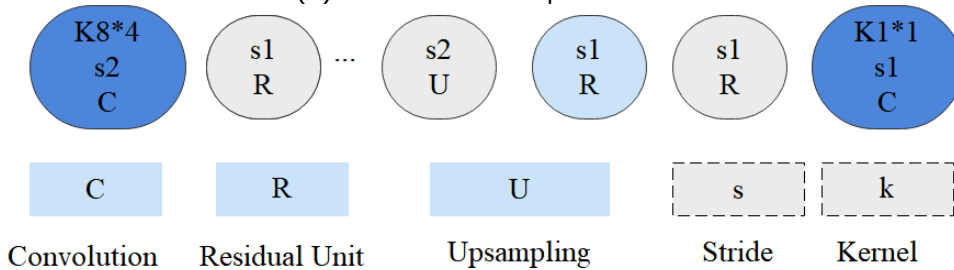 K8*4
s2
C
s1
R
...
s2
U
s1
R
s1
R
K1*1
s1
C
C
R
U
s
k
Convolution
Residual Unit
Upsampling
Stride
Kernel